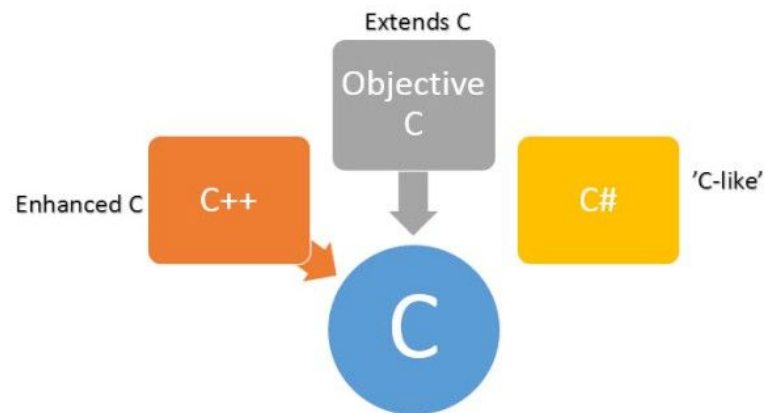 Extends C
Objective
C
Enhanced C
C++
C#
’C-like’
C